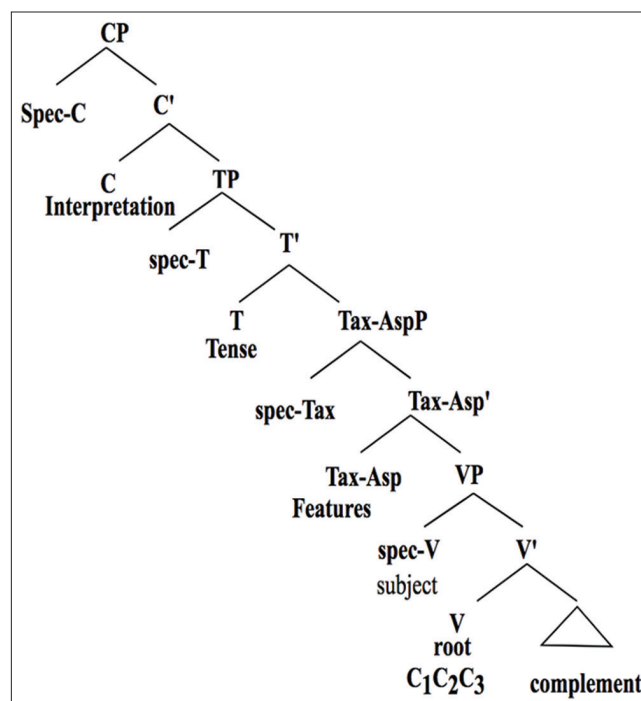 CP
Spec-C
C'
C
Interpretation
TP
spec-T
T'
T
Tense
Tax-AspP
spec-Tax
Tax-Asp'
Tax-Asp
Features
VP
spec-V
subject
V'
V
root
C₁C₂C₃
complement